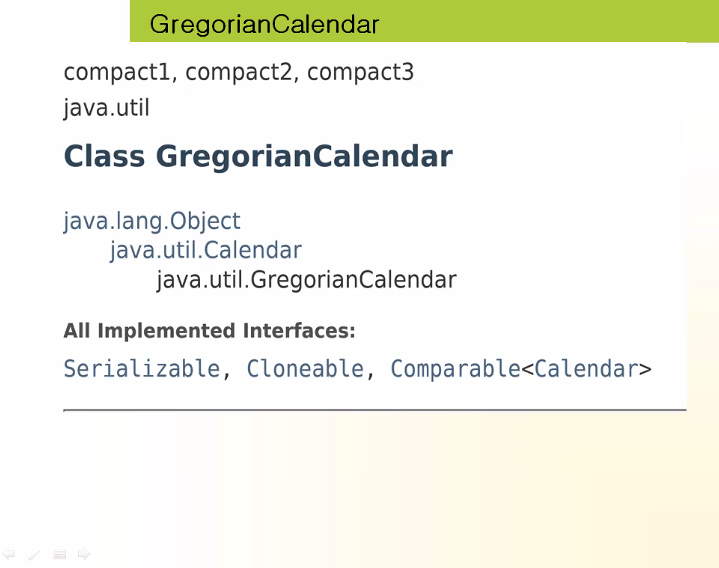 GregorianCalendar
compact1, compact2, compact3
java.util
Class GregorianCalendar
java.lang.Object
java.util.Calendar
java.util.GregorianCalendar
All Implemented Interfaces:
Serializable, Cloneable, Comparable<Calendar>